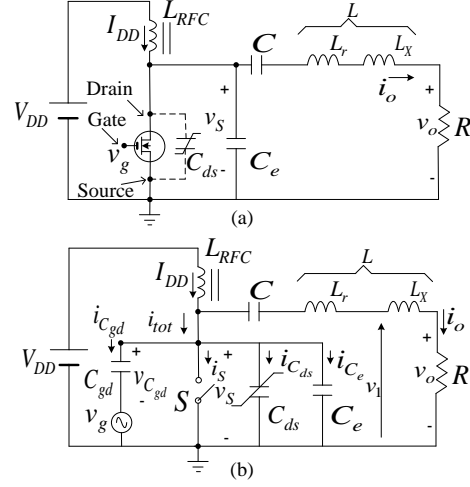 L
I_DD L_RFC
C L_r L_X
Drain
i_o
V_DD Gate + v_S +
v_g v_o R
C_ds - C_e
Source - -
(a)
L
I_DD L_RFC
C L_r L_X
i_Cgd i_tot i_o
V_DD + i_S i_Cds i_Ce + R
C_gd v_Cgd + v_S v_1 v_o
v_g - S C_ds C_e -
-
(b)